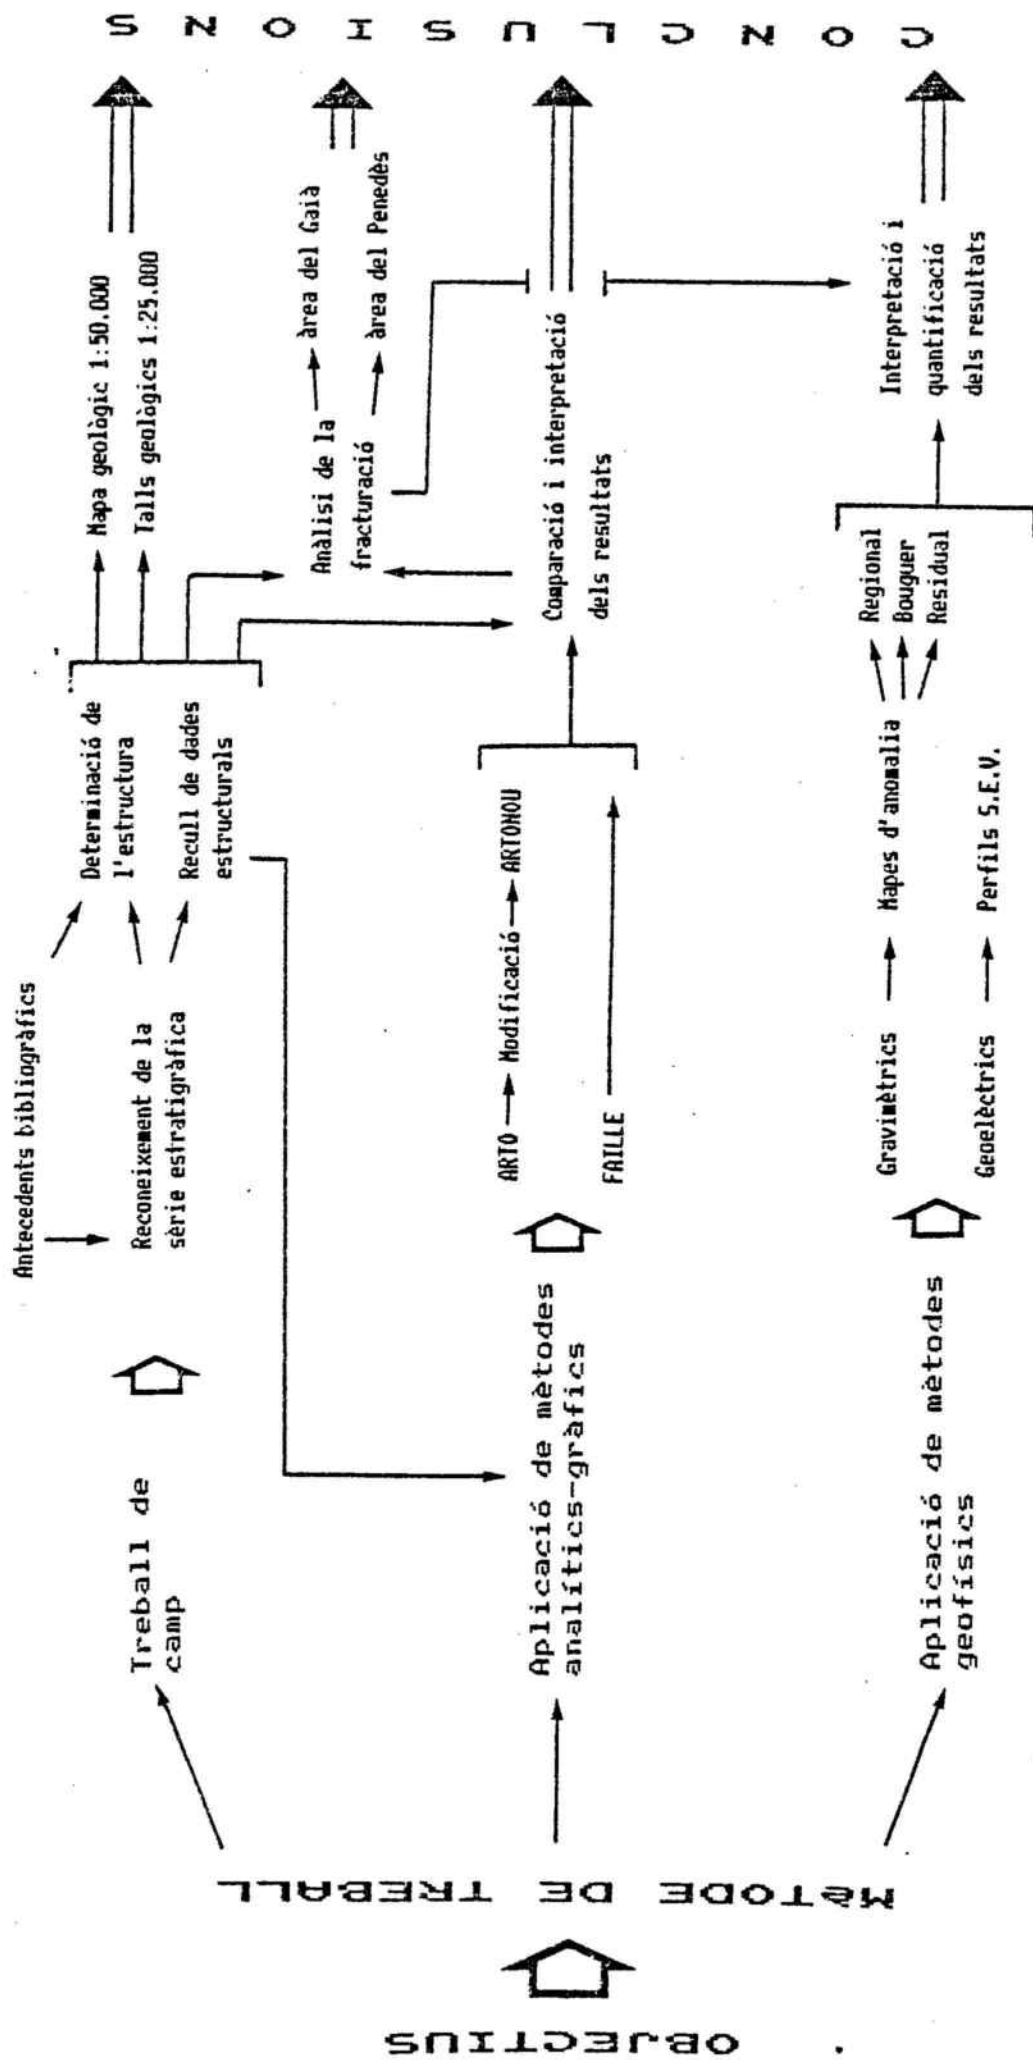 OBJECTIUS
MèTODE DE TREBALL
Treball de
camp
Antecedents bibliogràfics
Reconeixement de la
sèrie estratigràfica
Determinació de
l'estructura
Recull de dades
estructurals
Mapa geològic 1:50.000
Talls geològics 1:25.000
Anàlisi de la
fracturació
àrea del Gaià
àrea del Penedès
Aplicació de mètodes
analítics-gràfics
ARTO
Modificació
ARTONOU
FAILLE
Comparació i interpretació
dels resultats
Aplicació de mètodes
geofísics
Gravimètrics
Mapes d'anomalia
Regional
Bouguer
Residual
Geoelèctrics
Perfils S.E.V.
Interpretació i
quantificació
dels resultats
CONCLUSIONS